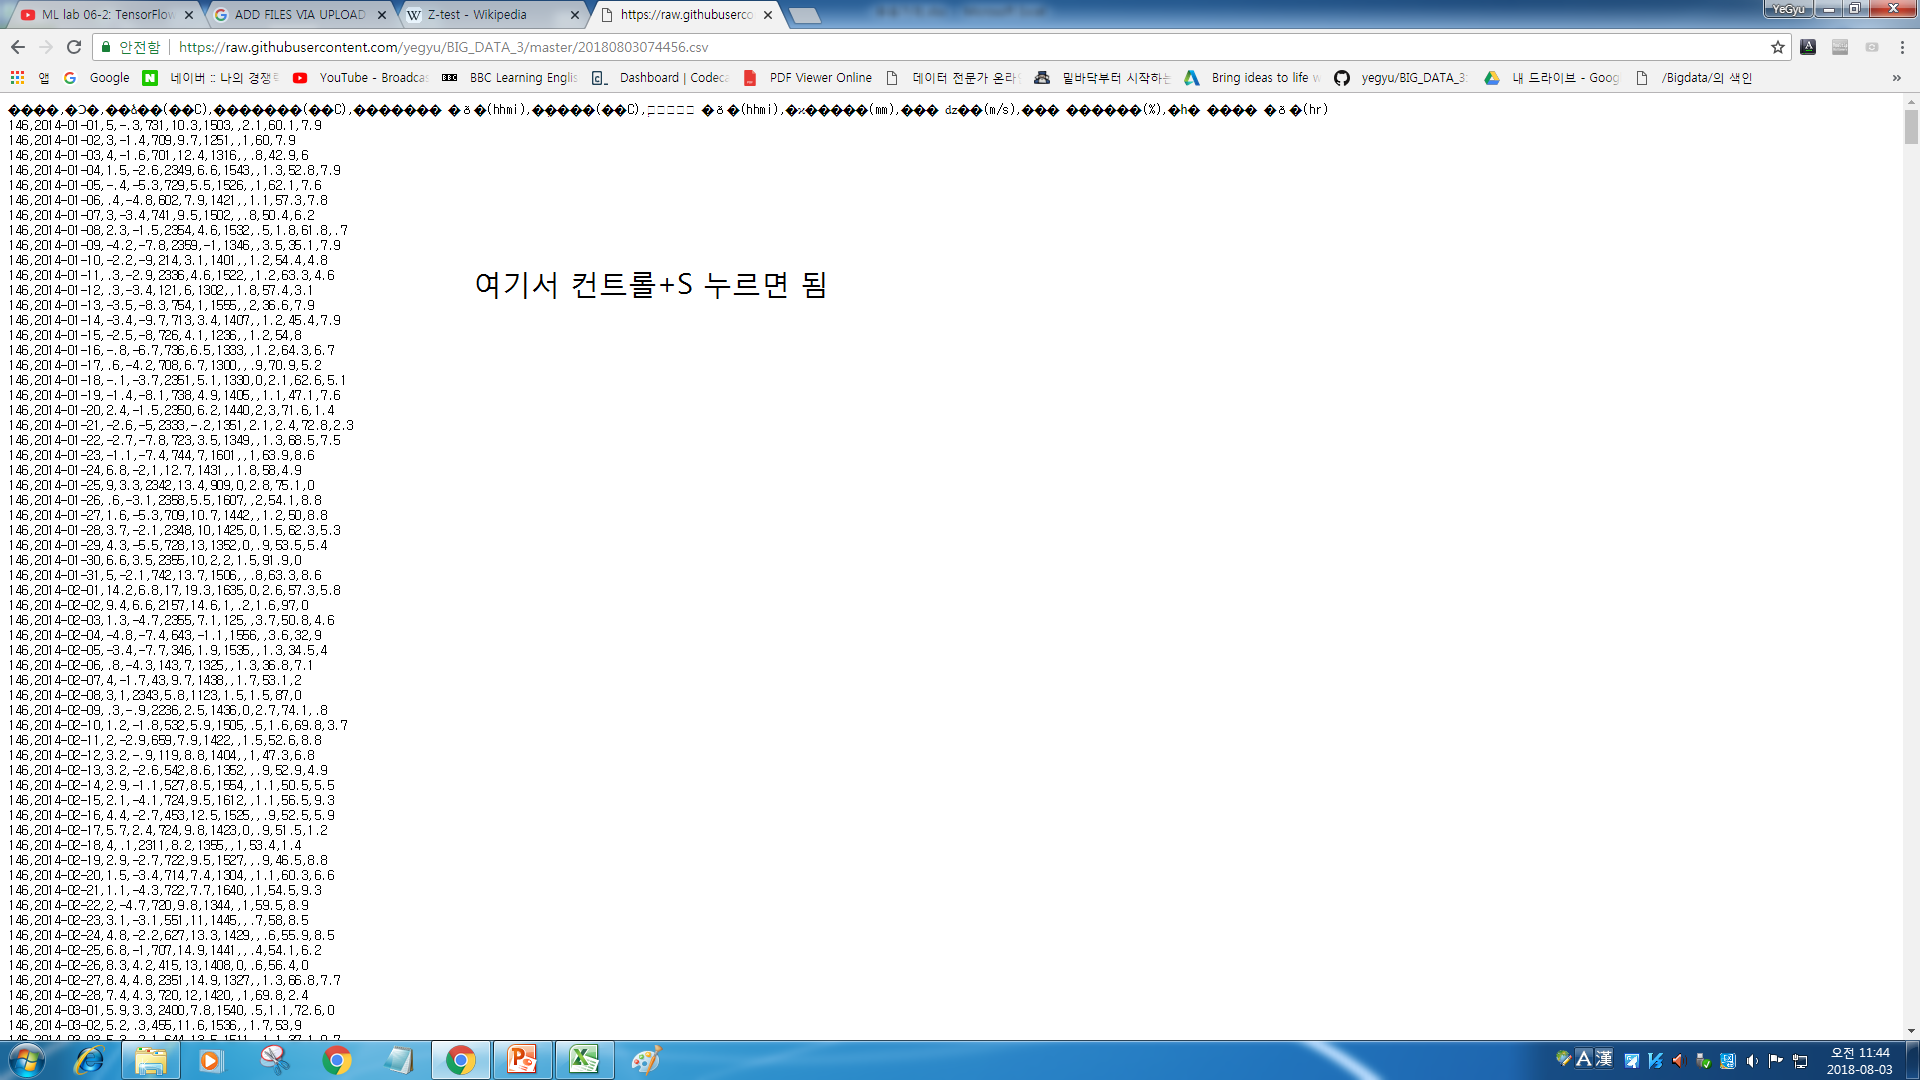 ML lab 06-2: TensorFlow
ADD FILES VIA UPLOAD
Z-test - Wikipedia
https://raw.githubuserco
YeGyu
안전함
https://raw.githubusercontent.com/yegyu/BIG_DATA_3/master/20180803074456.csv
앱
Google
네이버 :: 나의 경쟁력
YouTube - Broadcas
BBC Learning Englis
Dashboard | Codeca
PDF Viewer Online
데이터 전문가 온라인
밑바닥부터 시작하는
Bring ideas to life w
yegyu/BIG_DATA_3:
내 드라이브 - Goog
/Bigdata/의 색인
146,2014-01-01,5,-.3,731,10.3,1503,,2.1,60.1,7.9
146,2014-01-02,3,-1.4,709,9.7,1251,,1,60,7.9
146,2014-01-03,4,-1.6,701,12.4,1316,,.8,42.9,6
146,2014-01-04,1.5,-2.6,2349,6.6,1543,,1.3,52.8,7.9
146,2014-01-05,-.4,-5.3,729,5.5,1526,,1,62.1,7.6
146,2014-01-06,.4,-4.8,602,7.9,1421,,1.1,57.3,7.8
146,2014-01-07,3,-3.4,741,9.5,1502,,.8,50.4,6.2
146,2014-01-08,2.3,-1.5,2354,4.6,1532,.5,1.8,61.8,.7
146,2014-01-09,-4.2,-7.8,2359,-1,1346,,3.5,35.1,7.9
146,2014-01-10,-2.2,-9,214,3.1,1401,,1.2,54.4,4.8
146,2014-01-11,.3,-2.9,2336,4.6,1522,,1.2,63.3,4.6
146,2014-01-12,.3,-3.4,121,6,1302,,1.8,57.4,3.1
146,2014-01-13,-3.5,-8.3,754,1,1555,,2,36.6,7.9
146,2014-01-14,-3.4,-9.7,713,3.4,1407,,1.2,45.4,7.9
146,2014-01-15,-2.5,-8,726,4.1,1236,,1.2,54,8
146,2014-01-16,-.8,-6.7,736,6.5,1333,,1.2,64.3,6.7
146,2014-01-17,.6,-4.2,708,6.7,1300,,.9,70.9,5.2
146,2014-01-18,-.1,-3.7,2351,5.1,1330,0,2.1,62.6,5.1
146,2014-01-19,-1.4,-8.1,738,4.9,1405,,1.1,47.1,7.6
146,2014-01-20,2.4,-1.5,2350,6.2,1440,2,3,71.6,1.4
146,2014-01-21,-2.6,-5,2333,-.2,1351,2.1,2.4,72.8,2.3
146,2014-01-22,-2.7,-7.8,723,3.5,1349,,1.3,68.5,7.5
146,2014-01-23,-1.1,-7.4,744,7,1601,,1,63.9,8.6
146,2014-01-24,6.8,-2,1,12.7,1431,,1.8,58,4.9
146,2014-01-25,9,3.3,2342,13.4,909,0,2.8,75.1,0
146,2014-01-26,.6,-3.1,2358,5.5,1607,,2,54.1,8.8
146,2014-01-27,1.6,-5.3,709,10.7,1442,,1.2,50,8.8
146,2014-01-28,3.7,-2.1,2348,10,1425,0,1.5,62.3,5.3
146,2014-01-29,4.3,-5.5,728,13,1352,0,.9,53.5,5.4
146,2014-01-30,6.6,3.5,2355,10,2,2,1.5,91.9,0
146,2014-01-31,5,-2.1,742,13.7,1506,,.8,63.3,8.6
146,2014-02-01,14.2,6.8,17,19.3,1635,0,2.6,57.3,5.8
146,2014-02-02,9.4,6.6,2157,14.6,1,.2,1.6,97,0
146,2014-02-03,1.3,-4.7,2355,7.1,125,,3.7,50.8,4.6
146,2014-02-04,-4.8,-7.4,643,-1.1,1556,,3.6,32,9
146,2014-02-05,-3.4,-7.7,346,1.9,1535,,1.3,34.5,4
146,2014-02-06,.8,-4.3,143,7,1325,,1.3,36.8,7.1
146,2014-02-07,4,-1.7,43,9.7,1438,,1.7,53.1,2
146,2014-02-08,3,1,2343,5.8,1123,1.5,1.5,87,0
146,2014-02-09,.3,-.9,2236,2.5,1436,0,2.7,74.1,.8
146,2014-02-10,1.2,-1.8,532,5.9,1505,.5,1.6,69.8,3.7
146,2014-02-11,2,-2.9,659,7.9,1422,,1.5,52.6,8.8
146,2014-02-12,3.2,-.9,119,8.8,1404,,1,47.3,6.8
146,2014-02-13,3.2,-2.6,542,8.6,1352,,.9,52.9,4.9
146,2014-02-14,2.9,-1.1,527,8.5,1554,,1.1,50.5,5.5
146,2014-02-15,2.1,-4.1,724,9.5,1612,,1.1,56.5,9.3
146,2014-02-16,4.4,-2.7,453,12.5,1525,,.9,52.5,5.9
146,2014-02-17,5.7,2.4,724,9.8,1423,0,.9,51.5,1.2
146,2014-02-18,4,.1,2311,8.2,1355,,1,53.4,1.4
146,2014-02-19,2.9,-2.7,722,9.5,1527,,.9,46.5,8.8
146,2014-02-20,1.5,-3.4,714,7.4,1304,,1.1,60.3,6.6
146,2014-02-21,1.1,-4.3,722,7.7,1640,,1,54.5,9.3
146,2014-02-22,2,-4.7,720,9.8,1344,,1,59.5,8.9
146,2014-02-23,3.1,-3.1,551,11,1445,,.7,58,8.5
146,2014-02-24,4.8,-2.2,627,13.3,1429,,.6,55.9,8.5
146,2014-02-25,6.8,-1,707,14.9,1441,,.4,54.1,6.2
146,2014-02-26,8.3,4.2,415,13,1408,0,.6,56.4,0
146,2014-02-27,8.4,4.8,2351,14.9,1327,,1.3,66.8,7.7
146,2014-02-28,7.4,4.3,720,12,1420,,1,69.8,2.4
146,2014-03-01,5.9,3.3,2400,7.8,1540,.5,1.1,72.6,0
146,2014-03-02,5.2,.3,455,11.6,1536,,1.7,53,9
여기서 컨트롤+S 누르면 됨
A 漢
오전 11:44
2018-08-03